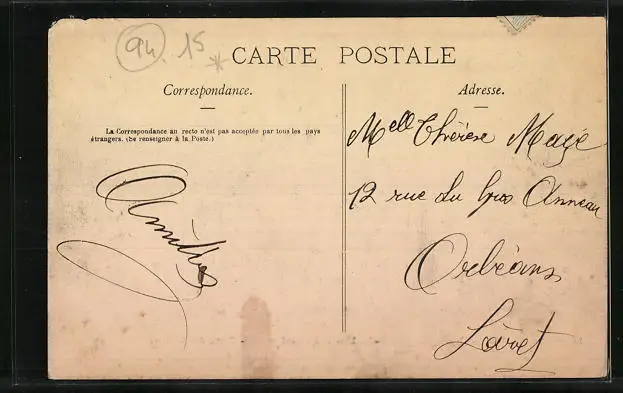 94. 15
* CARTE POSTALE
Correspondance.
Adresse.
La Correspondance au recto n'est pas acceptée par tous les pays
étrangers. (Se renseigner à la Poste.)
Melle Thérèse Mazé
12 rue du Gros Anneau
Orléans
Loiret
Amitiés